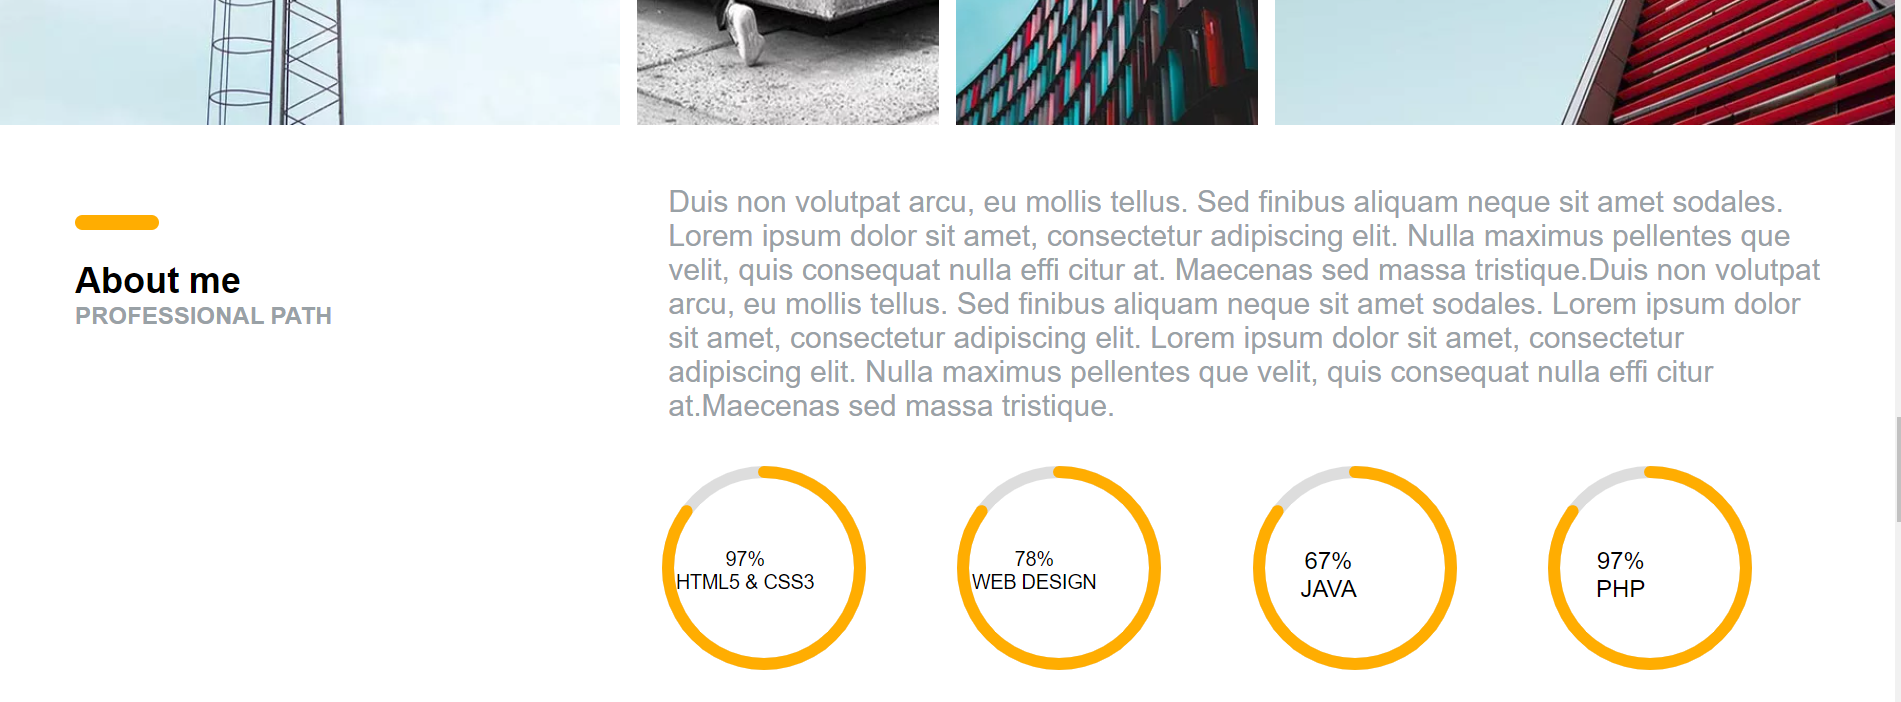 About me
PROFESSIONAL PATH
Duis non volutpat arcu, eu mollis tellus. Sed finibus aliquam neque sit amet sodales.
Lorem ipsum dolor sit amet, consectetur adipiscing elit. Nulla maximus pellentes que
velit, quis consequat nulla effi citur at. Maecenas sed massa tristique.Duis non volutpat
arcu, eu mollis tellus. Sed finibus aliquam neque sit amet sodales. Lorem ipsum dolor
sit amet, consectetur adipiscing elit. Lorem ipsum dolor sit amet, consectetur
adipiscing elit. Nulla maximus pellentes que velit, quis consequat nulla effi citur
at.Maecenas sed massa tristique.
97%
HTML5 & CSS3
78%
WEB DESIGN
67%
JAVA
97%
PHP